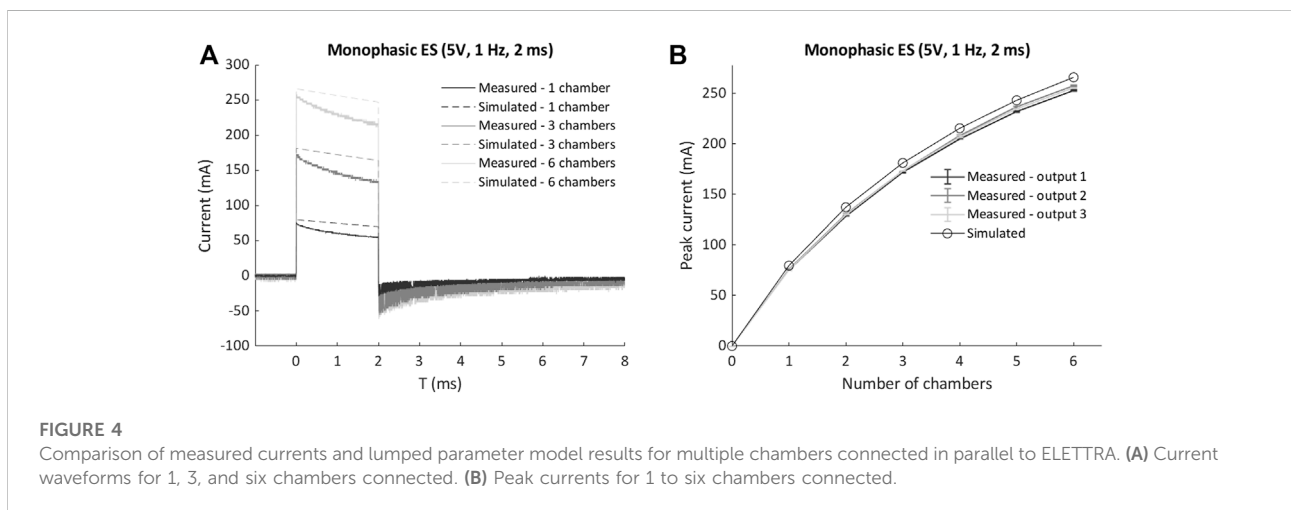 A
Monophasic ES (5V, 1 Hz, 2 ms)
300
250
200
150
100
50
0
-50
-100
Current (mA)
Measured - 1 chamber
Simulated - 1 chamber
Measured - 3 chambers
Simulated - 3 chambers
Measured - 6 chambers
Simulated - 6 chambers
0 1 2 3 4 5 6 7 8
T (ms)
B
Monophasic ES (5V, 1 Hz, 2 ms)
250
200
150
100
50
0
Peak current (mA)
Measured - output 1
Measured - output 2
Measured - output 3
Simulated
0 1 2 3 4 5 6
Number of chambers
FIGURE 4
Comparison of measured currents and lumped parameter model results for multiple chambers connected in parallel to ELETTRA. (A) Current
waveforms for 1, 3, and six chambers connected. (B) Peak currents for 1 to six chambers connected.